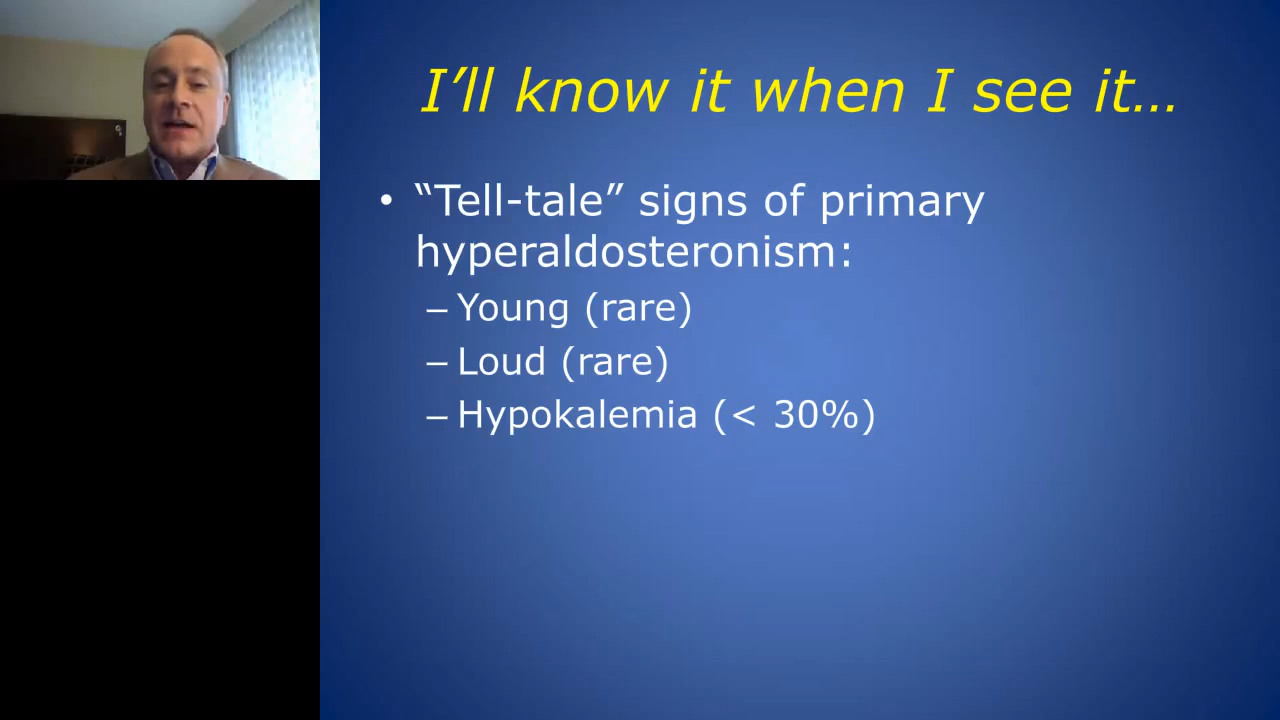 I’ll know it when I see it…
• “Tell-tale” signs of primary
hyperaldosteronism:
– Young (rare)
– Loud (rare)
– Hypokalemia (< 30%)